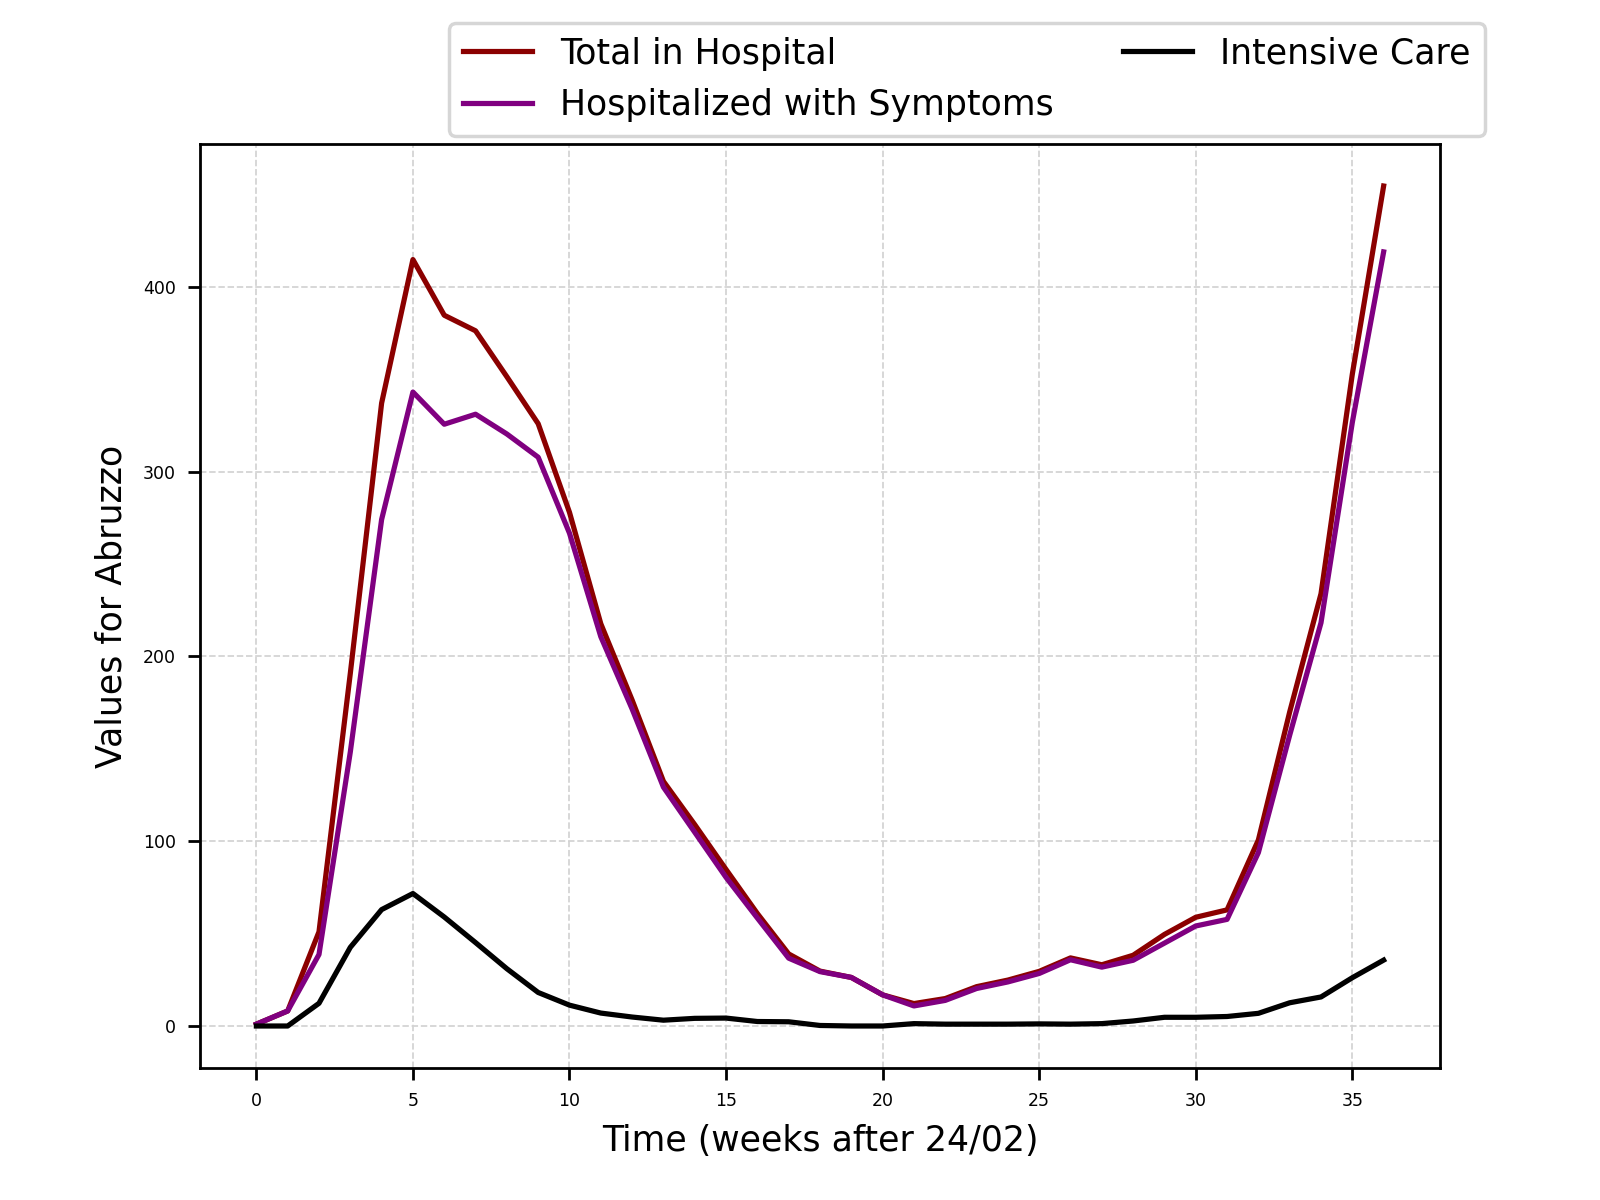 Total in Hospital
Hospitalized with Symptoms
Intensive Care
Values for Abruzzo
400
300
200
100
0
0 5 10 15 20 25 30 35
Time (weeks after 24/02)